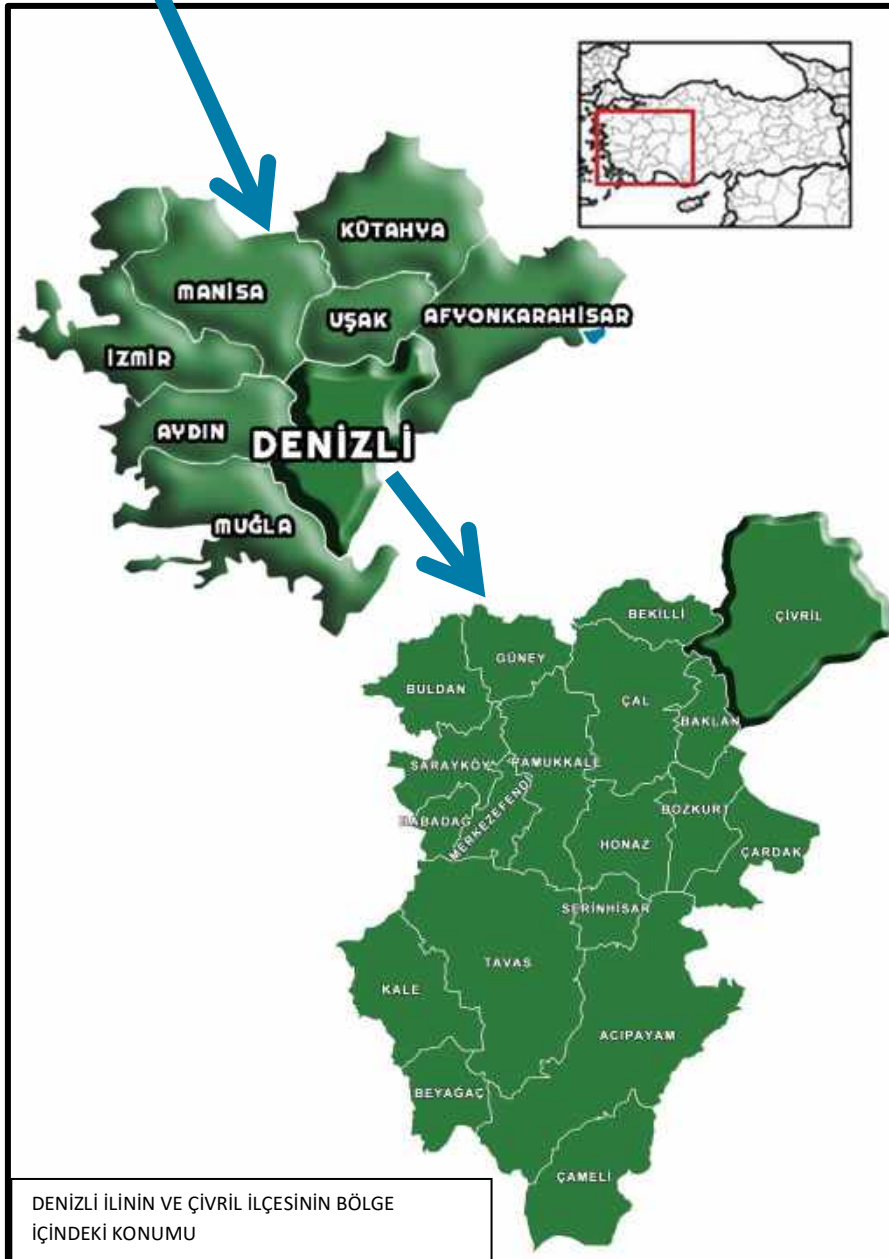 KÜTAHYA
MANİSA
UŞAK
AFYONKARAHİSAR
İZMİR
AYDIN
DENİZLİ
MUĞLA
BEKİLLİ
ÇİVRİL
GÜNEY
BULDAN
ÇAL
BAKLAN
SARAYKÖY
PAMUKKALE
BABADAĞ
MERKEZEFENDİ
BOZKURT
HONAZ
ÇARDAK
SERİNHİSAR
TAVAS
KALE
ACIPAYAM
BEYAĞAÇ
ÇAMELİ
DENİZLİ İLİNİN VE ÇİVRİL İLÇESİNİN BÖLGE
İÇİNDEKİ KONUMU